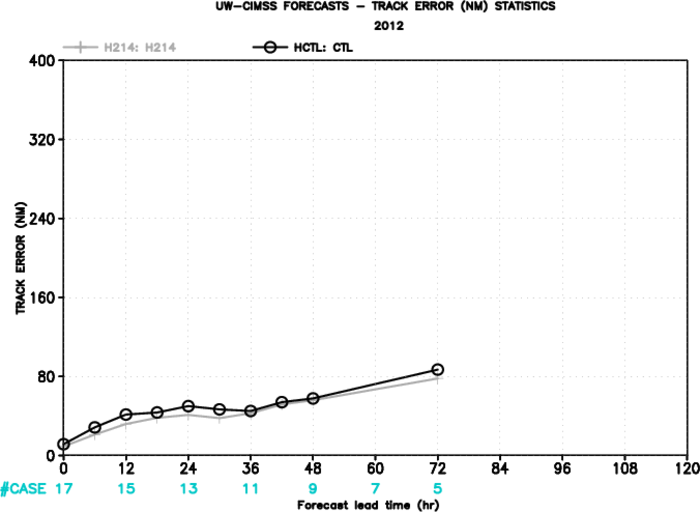 UW-CIMSS FORECASTS - TRACK ERROR (NM) STATISTICS
2012
H214: H214 HCTL: CTL
400
320
240
160
80
0
TRACK ERROR (NM)
0 12 24 36 48 60 72 84 96 108 120
#CASE 17 15 13 11 9 7 5
Forecast lead time (hr)